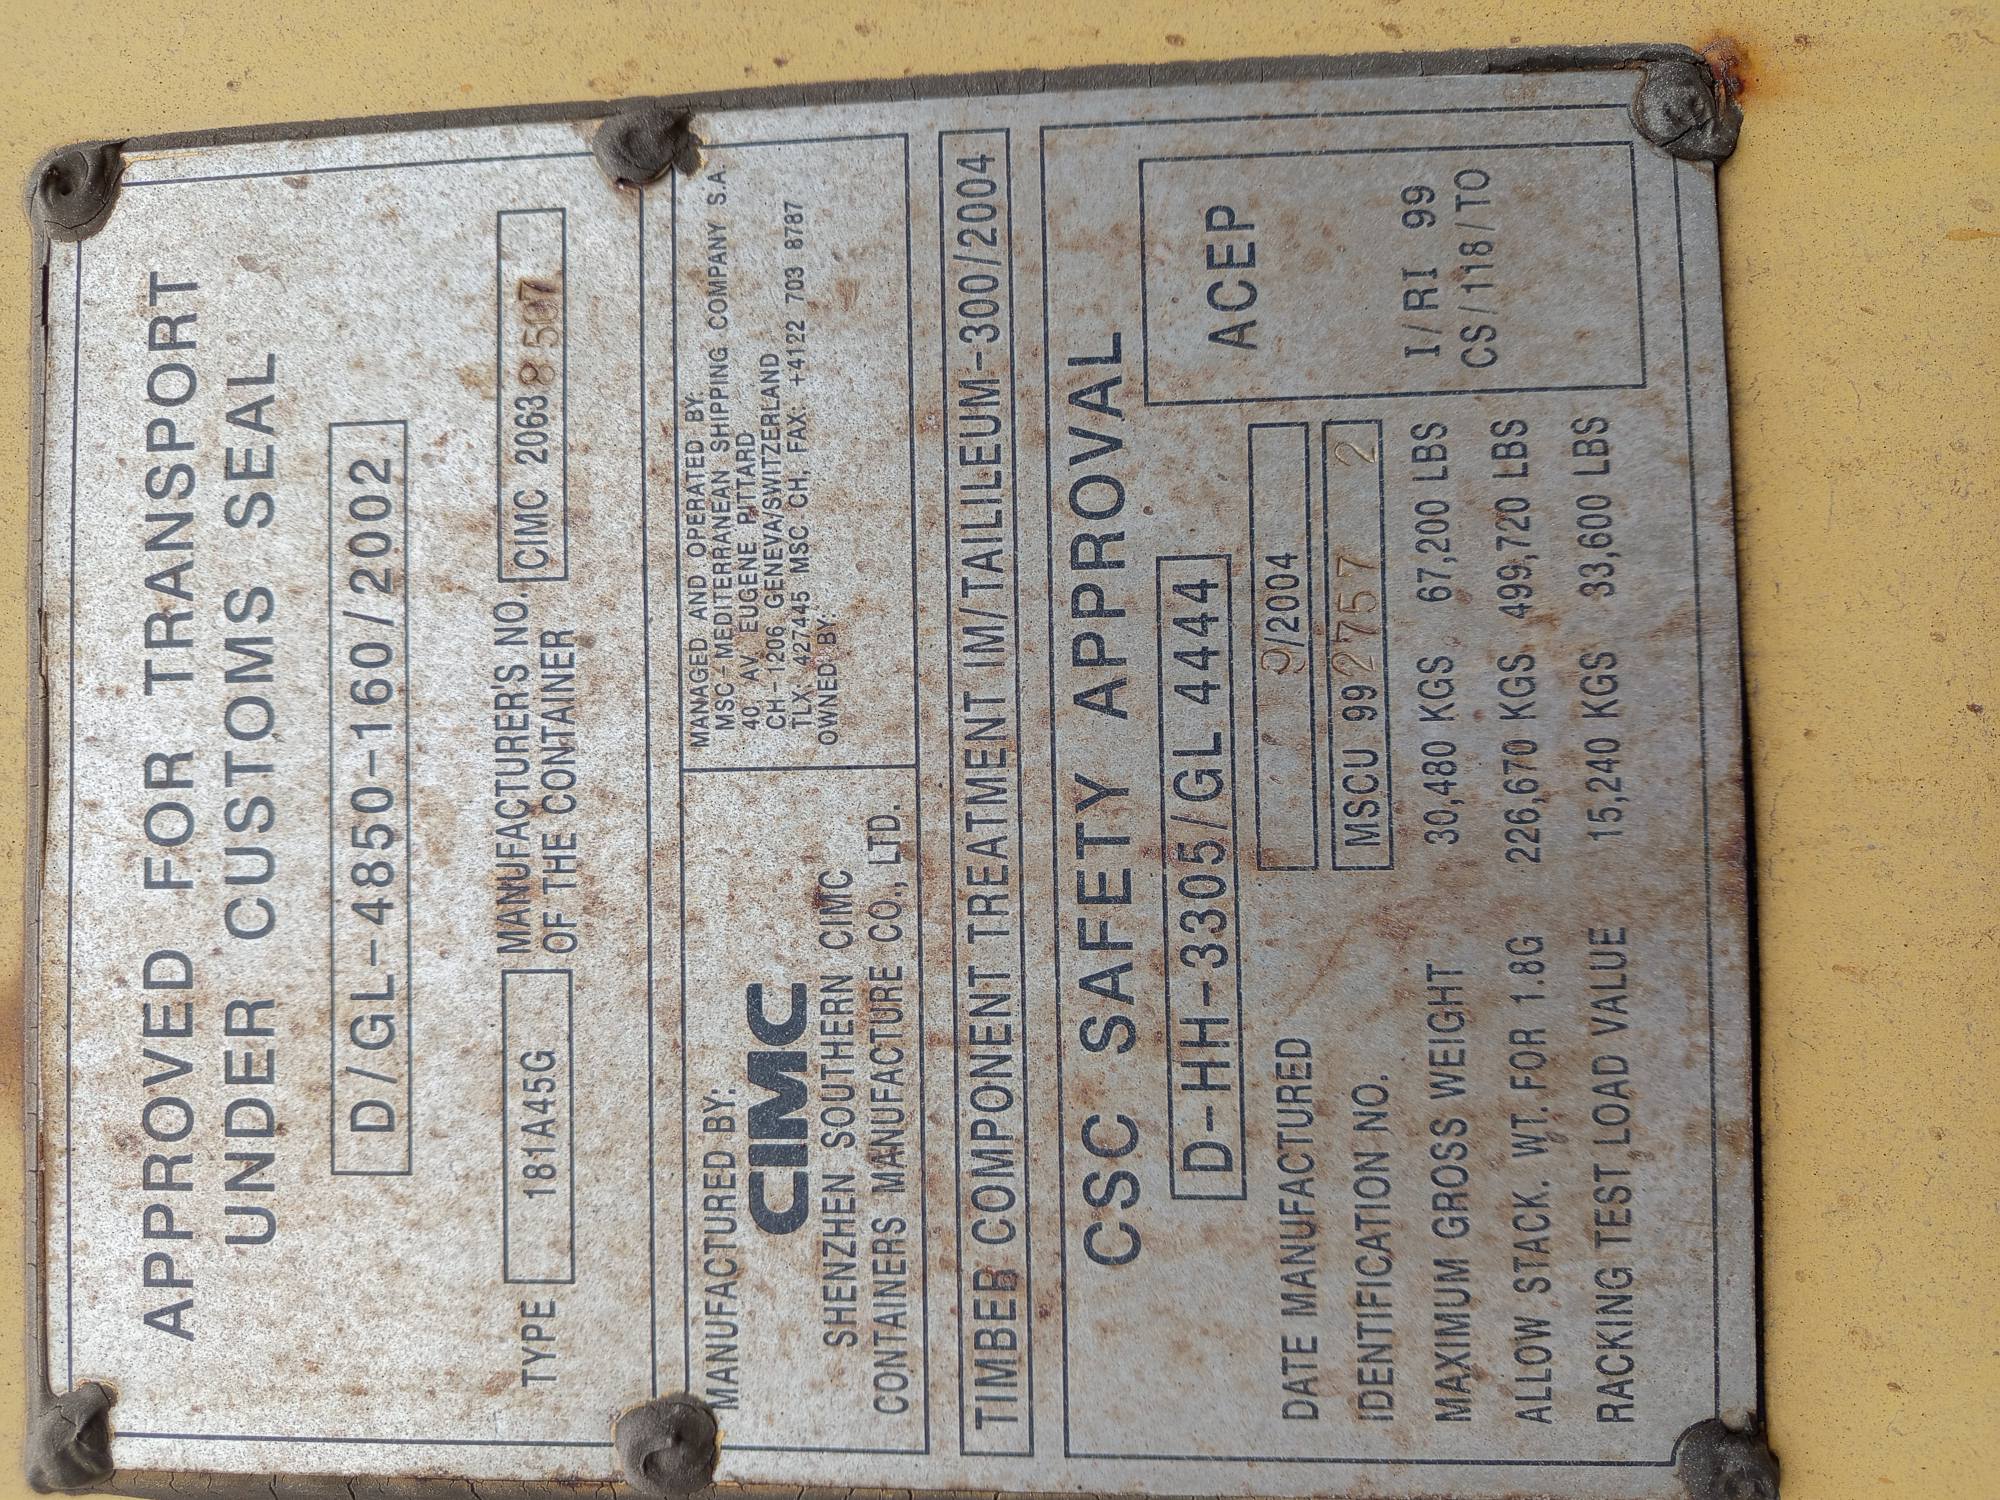 APPROVED FOR TRANSPORT
UNDER CUSTOMS SEAL
D/GL-4850-160/2002
TYPE 181A45G MANUFACTURER'S NO. OF THE CONTAINER CIMC 2063 8507
MANUFACTURED BY:
CIMC
SHENZHEN SOUTHERN CIMC
CONTAINERS MANUFACTURE CO., LTD.
MANAGED AND OPERATED BY:
MSC-MEDITERRANEAN SHIPPING COMPANY S.A.
40, AV. EUGENE PITTARD
CH-1206 GENEVA/SWITZERLAND
TLX: 427445 MSC CH, FAX: +4122 703 8787
OWNED BY:
TIMBER COMPONENT TREATMENT IM/TAILILEUM-300/2004
CSC SAFETY APPROVAL
D-HH-3305/GL 4444
DATE MANUFACTURED 9/2004
IDENTIFICATION NO. MSCU 992757 2
MAXIMUM GROSS WEIGHT 30,480 KGS 67,200 LBS
ALLOW STACK. WT. FOR 1.8G 226,670 KGS 499,720 LBS
RACKING TEST LOAD VALUE 15,240 KGS 33,600 LBS
ACEP
I/RI 99
CS/118/TO